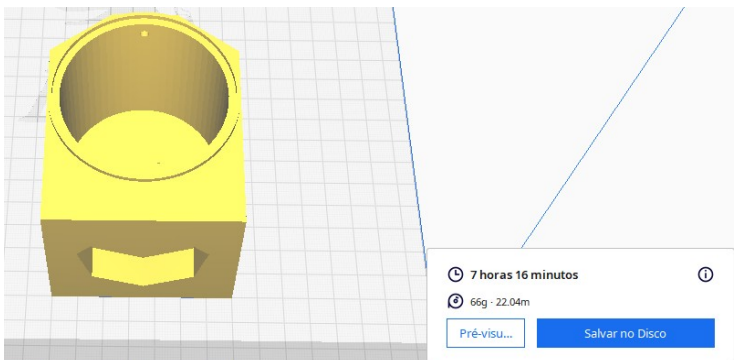 7 horas 16 minutos
66g · 22.04m
Pré-visu...
Salvar no Disco